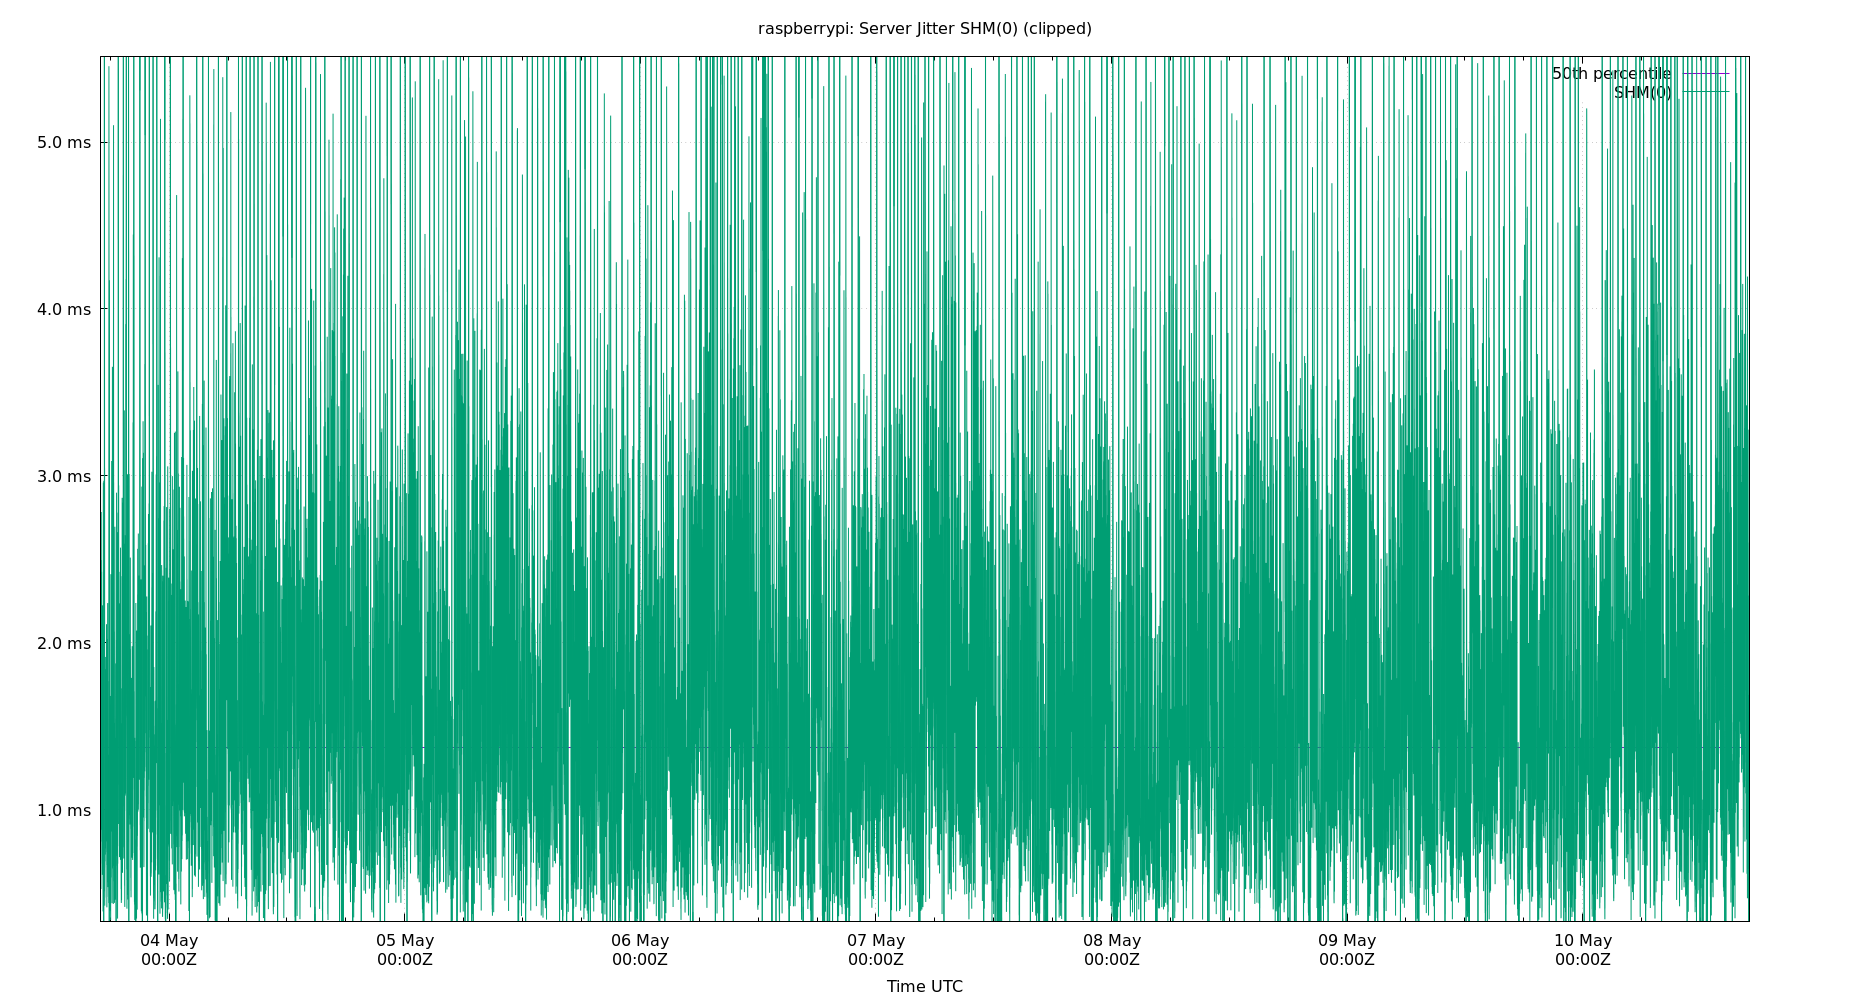 raspberrypi: Server Jitter SHM(0) (clipped)
50th percentile
SHM(0)
5.0 ms
4.0 ms
3.0 ms
2.0 ms
1.0 ms
04 May 05 May 06 May 07 May 08 May 09 May 10 May
00:00Z 00:00Z 00:00Z 00:00Z 00:00Z 00:00Z 00:00Z
Time UTC